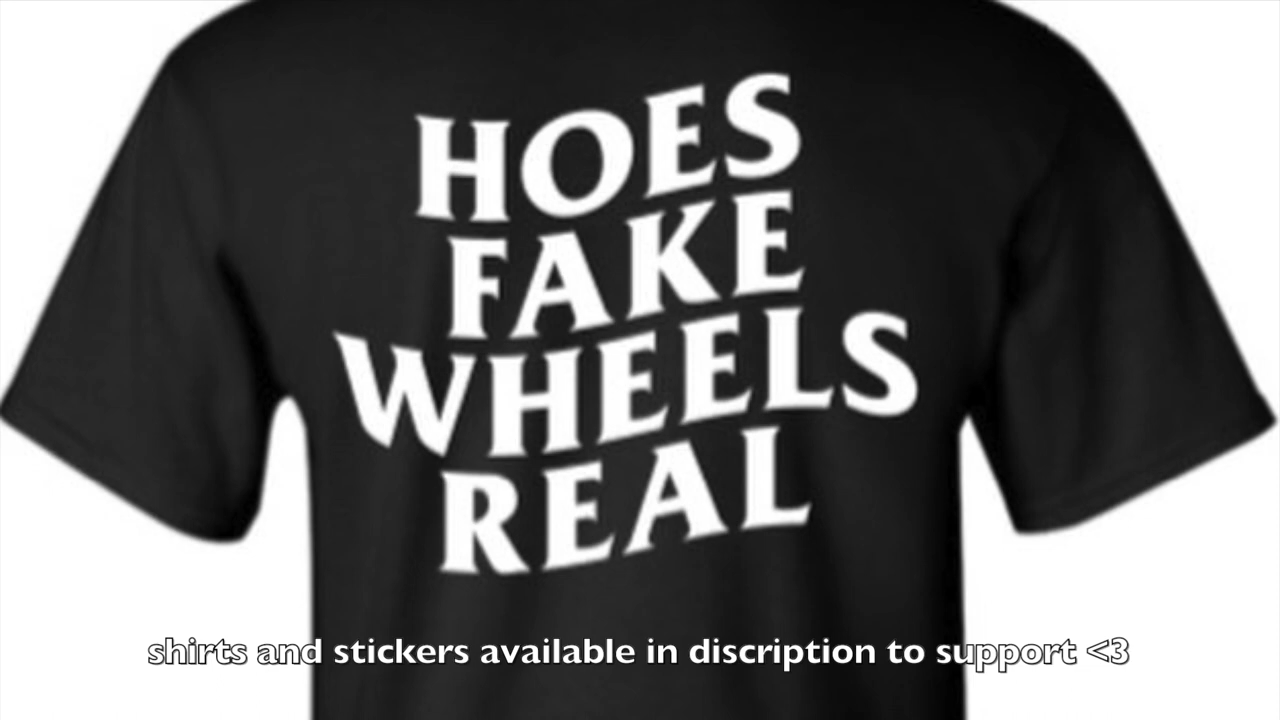 HOES
FAKE
WHEELS
REAL
shirts and stickers available in discription to support <3